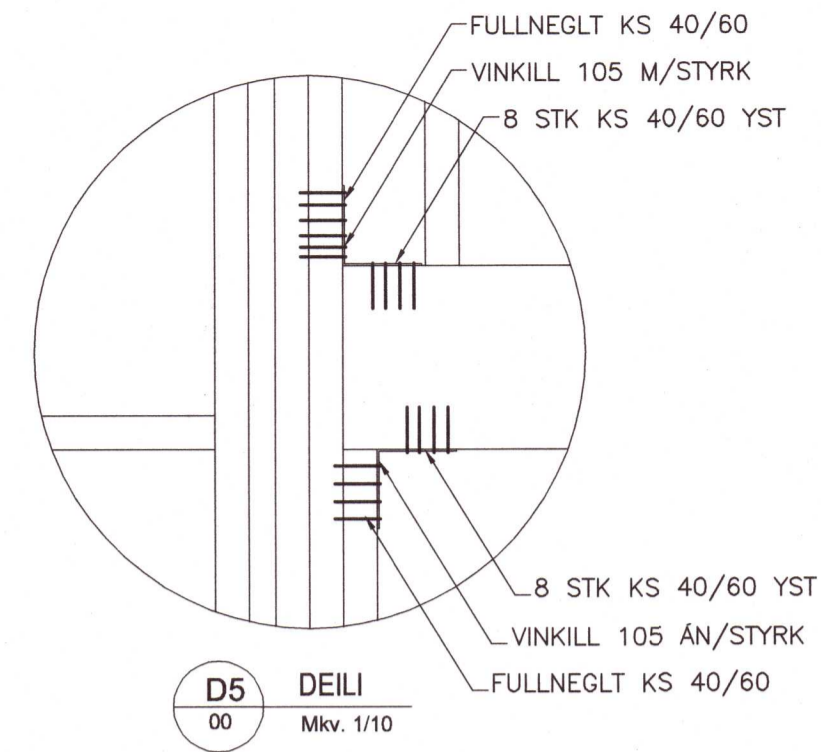 FULLNEGLT KS 40/60
VINKILL 105 M/STYRK
8 STK KS 40/60 YST
8 STK KS 40/60 YST
VINKILL 105 ÁN/STYRK
FULLNEGLT KS 40/60
D5 DEILI
00 Mkv. 1/10